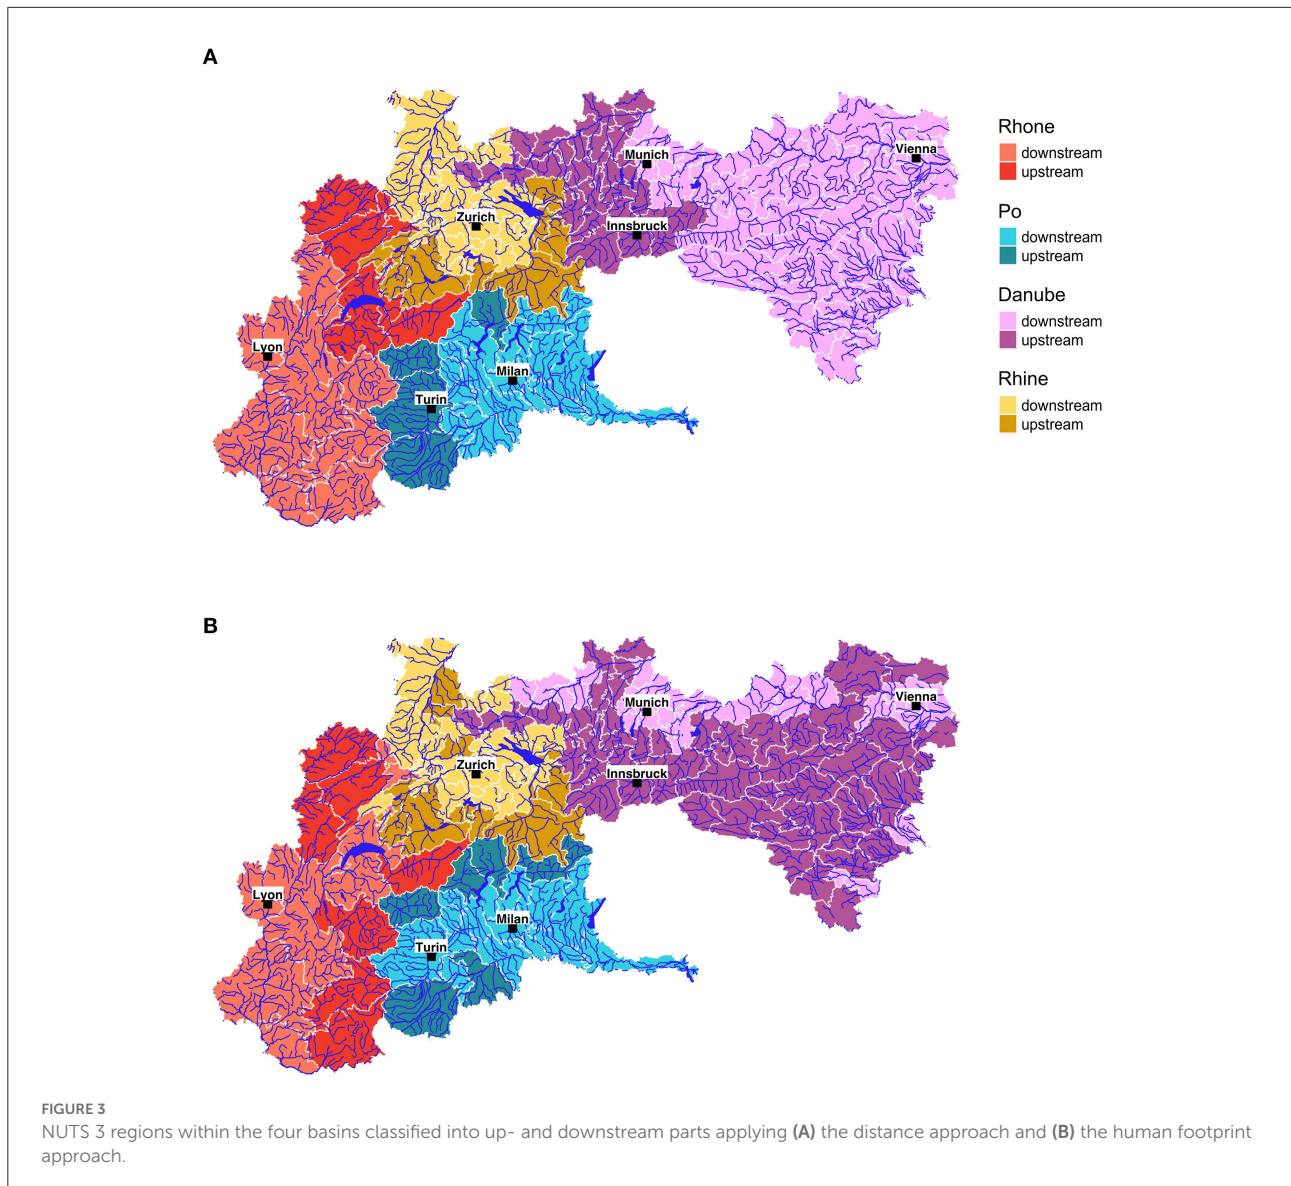 A
Munich
Vienna
Zurich
Innsbruck
Lyon
Milan
Turin
Rhone
downstream
upstream
Po
downstream
upstream
Danube
downstream
upstream
Rhine
downstream
upstream
B
Vienna
Munich
Zurich
Innsbruck
Lyon
Milan
Turin
FIGURE 3
NUTS 3 regions within the four basins classified into up- and downstream parts applying (A) the distance approach and (B) the human footprint
approach.